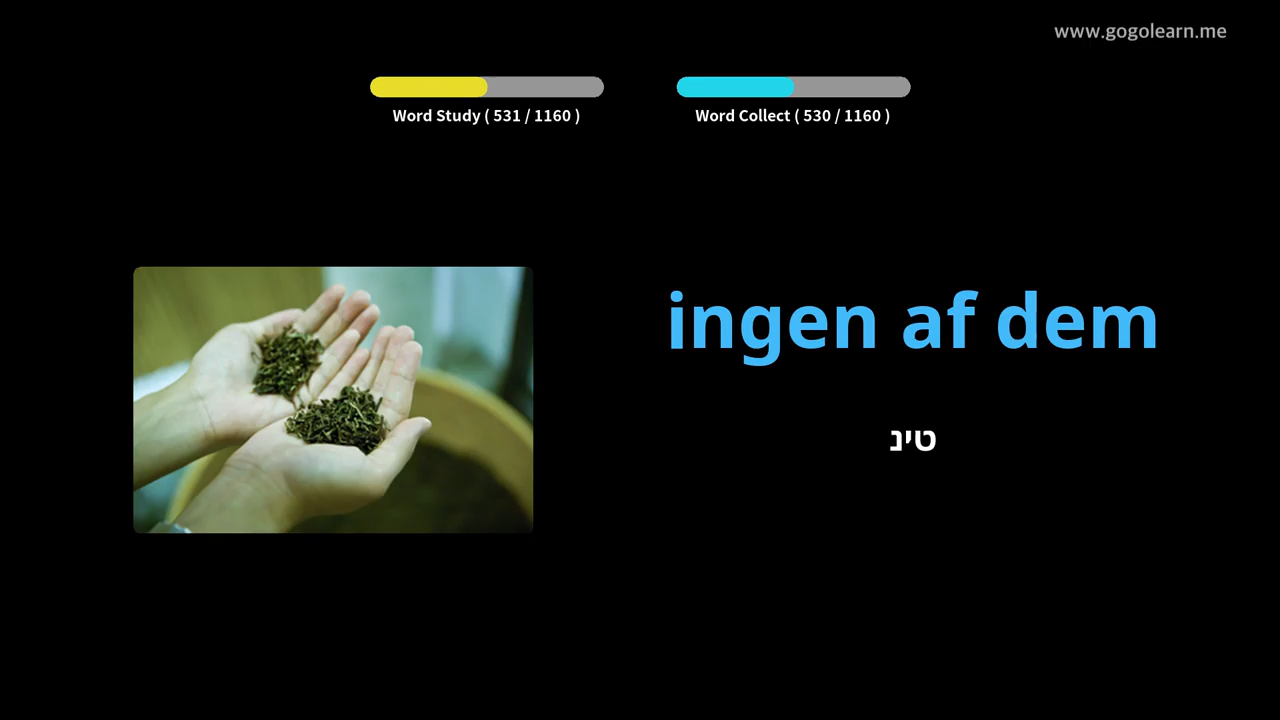 www.gogolearn.me
Word Study ( 531 / 1160 )
Word Collect ( 530 / 1160 )
ingen af dem
טינ